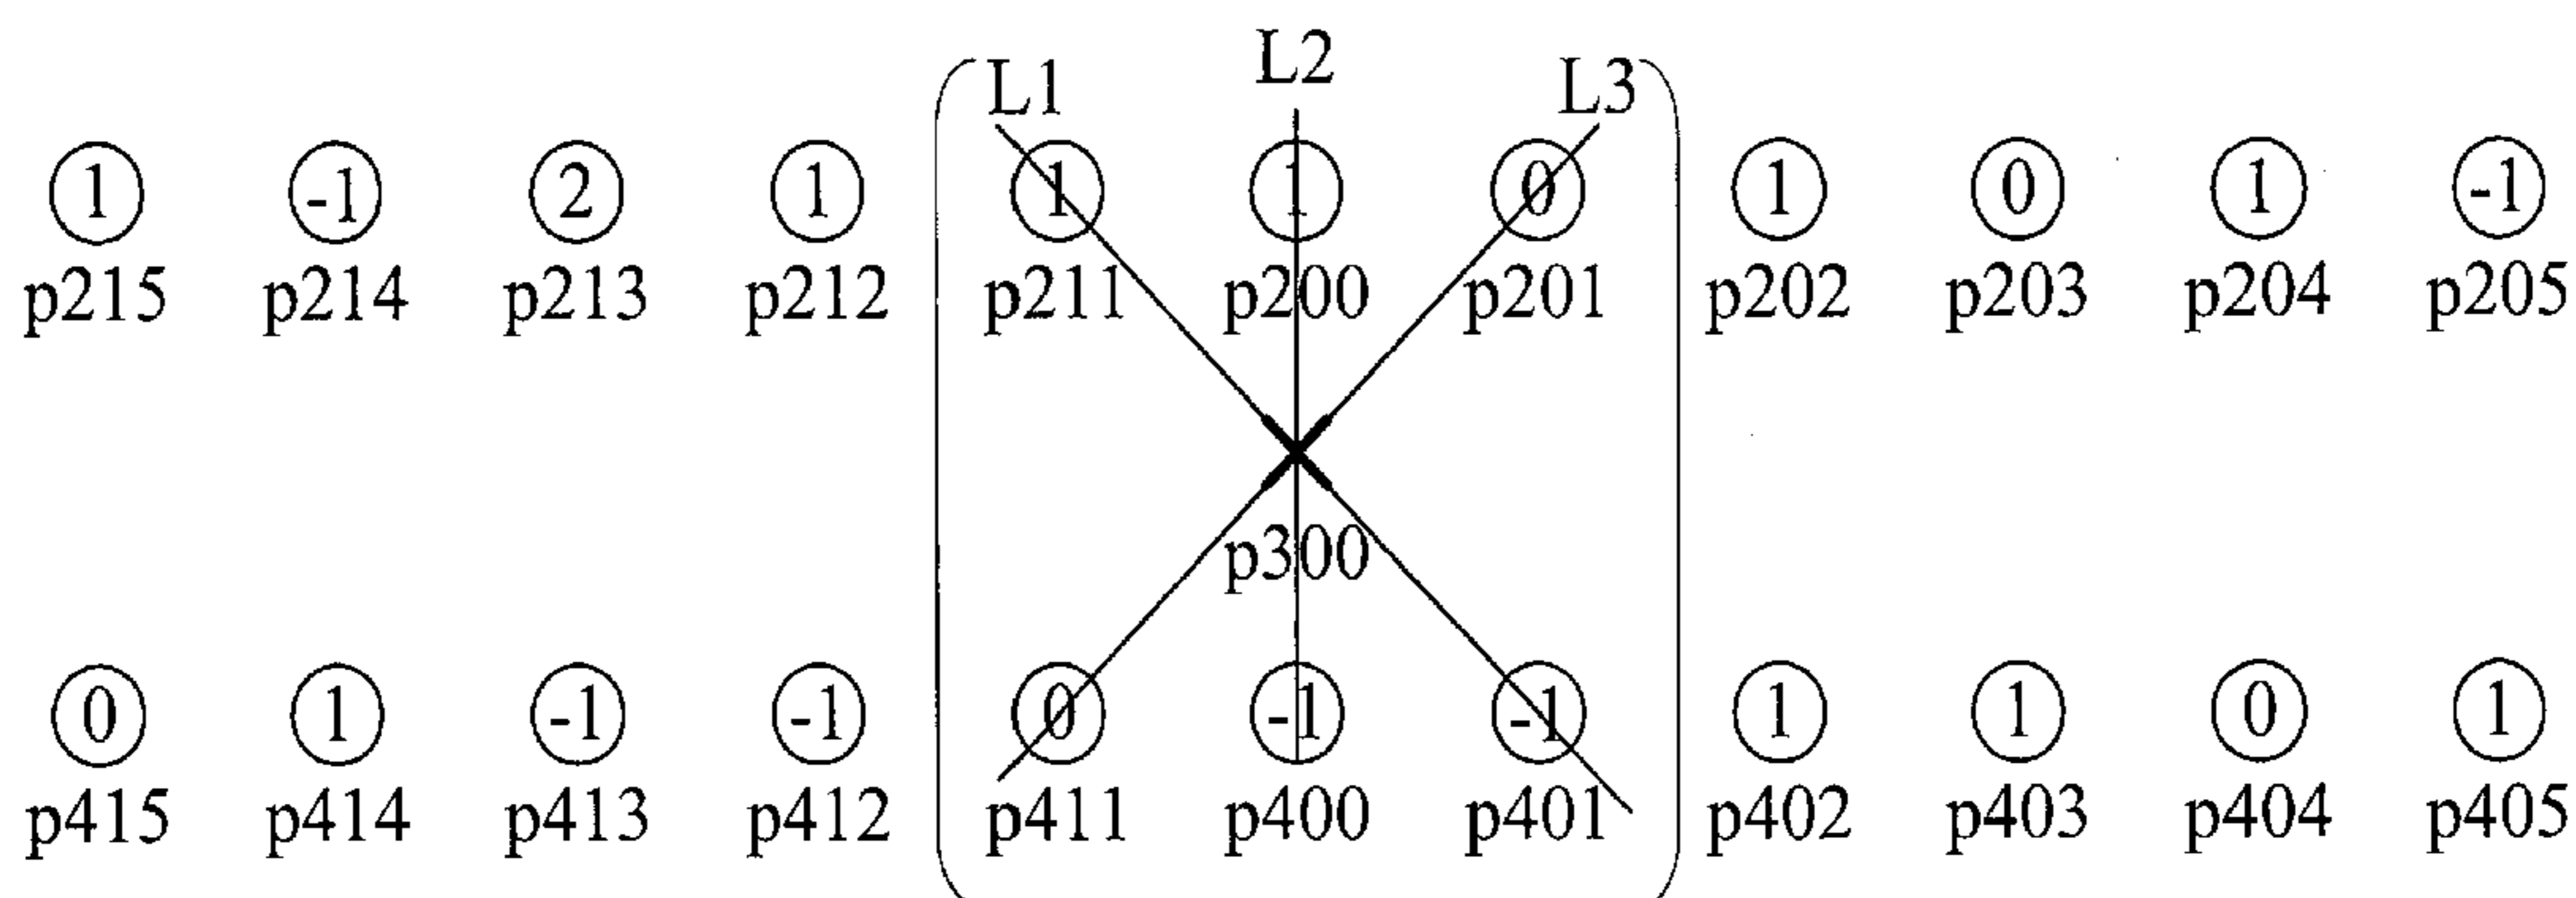 L1 L2 L3
1 -1 2 1 1 1 0 1 0 1 -1
p215 p214 p213 p212 p211 p200 p201 p202 p203 p204 p205
p300
0 1 -1 -1 0 -1 -1 1 1 0 1
p415 p414 p413 p412 p411 p400 p401 p402 p403 p404 p405